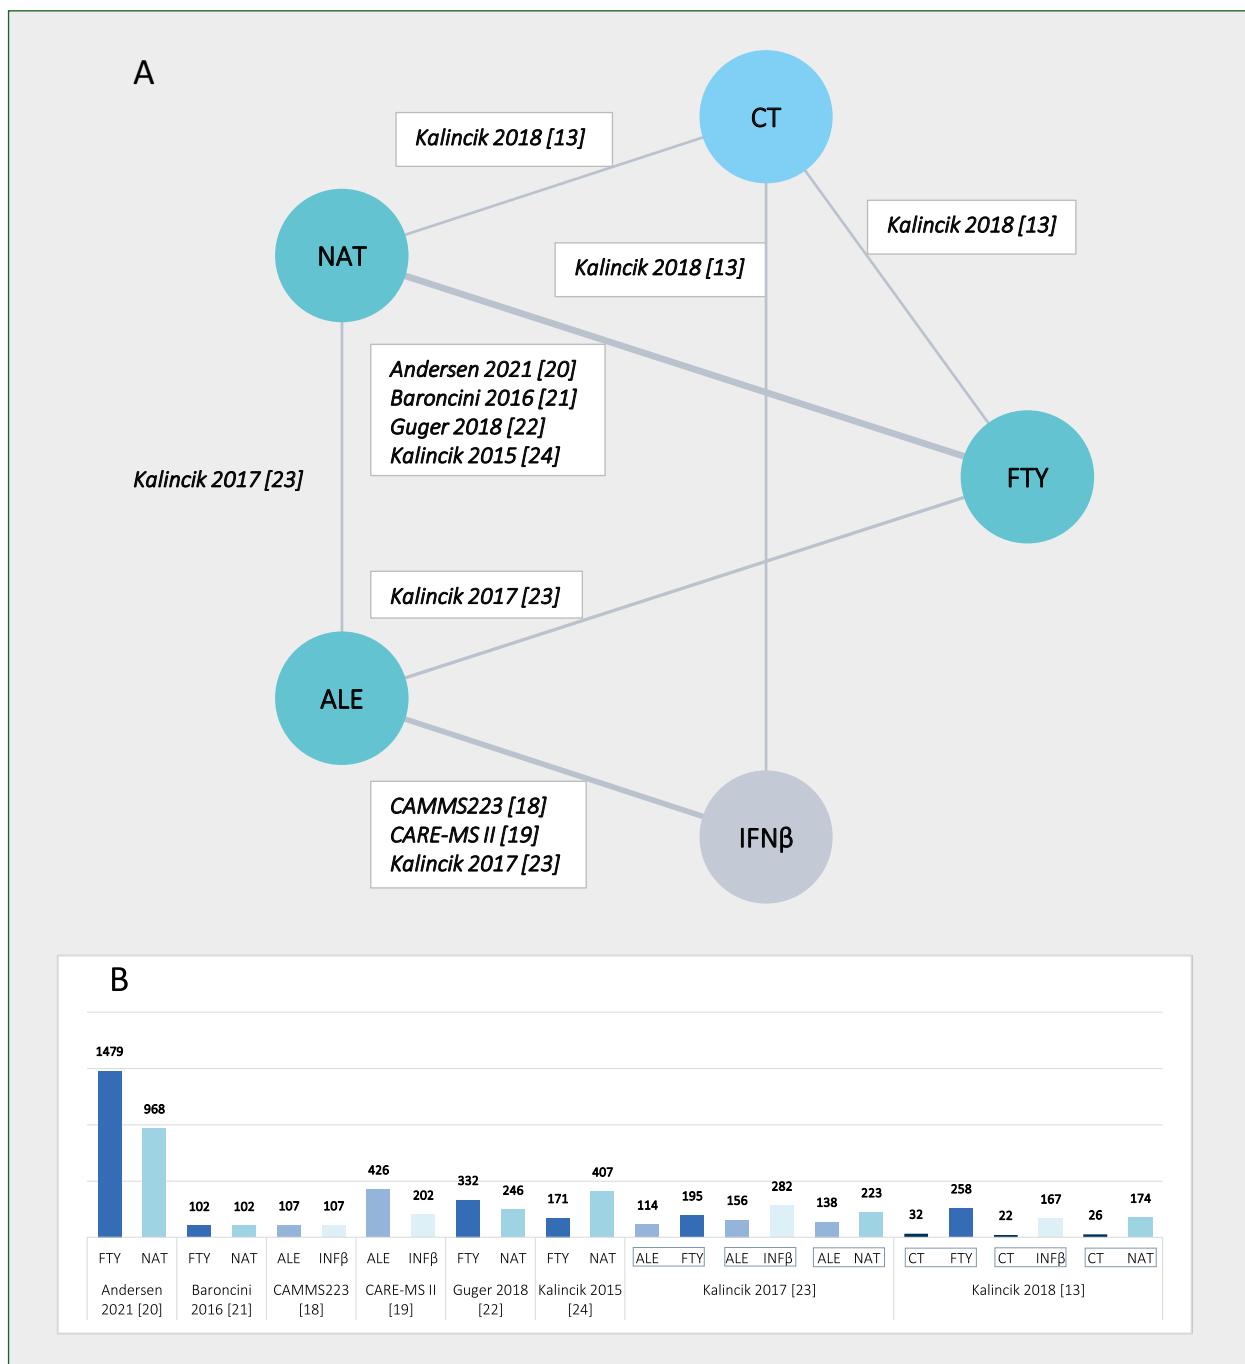 A
CT
Kalincik 2018 [13]
Kalincik 2018 [13]
NAT
Kalincik 2018 [13]
Andersen 2021 [20]
Baroncini 2016 [21]
Guger 2018 [22]
Kalincik 2015 [24]
Kalincik 2017 [23]
FTY
Kalincik 2017 [23]
ALE
CAMMS223 [18]
CARE-MS II [19]
Kalincik 2017 [23]
IFNβ
B
1479 968 102 102 107 107 426 202 332 246 171 407 114 195 156 282 138 223 32 258 22 167 26 174
FTY NAT FTY NAT ALE INFβ ALE INFβ FTY NAT FTY NAT ALE FTY ALE INFβ ALE NAT CT FTY CT INFβ CT NAT
Andersen 2021 [20]
Baroncini 2016 [21]
CAMMS223 [18]
CARE-MS II [19]
Guger 2018 [22]
Kalincik 2015 [24]
Kalincik 2017 [23]
Kalincik 2018 [13]